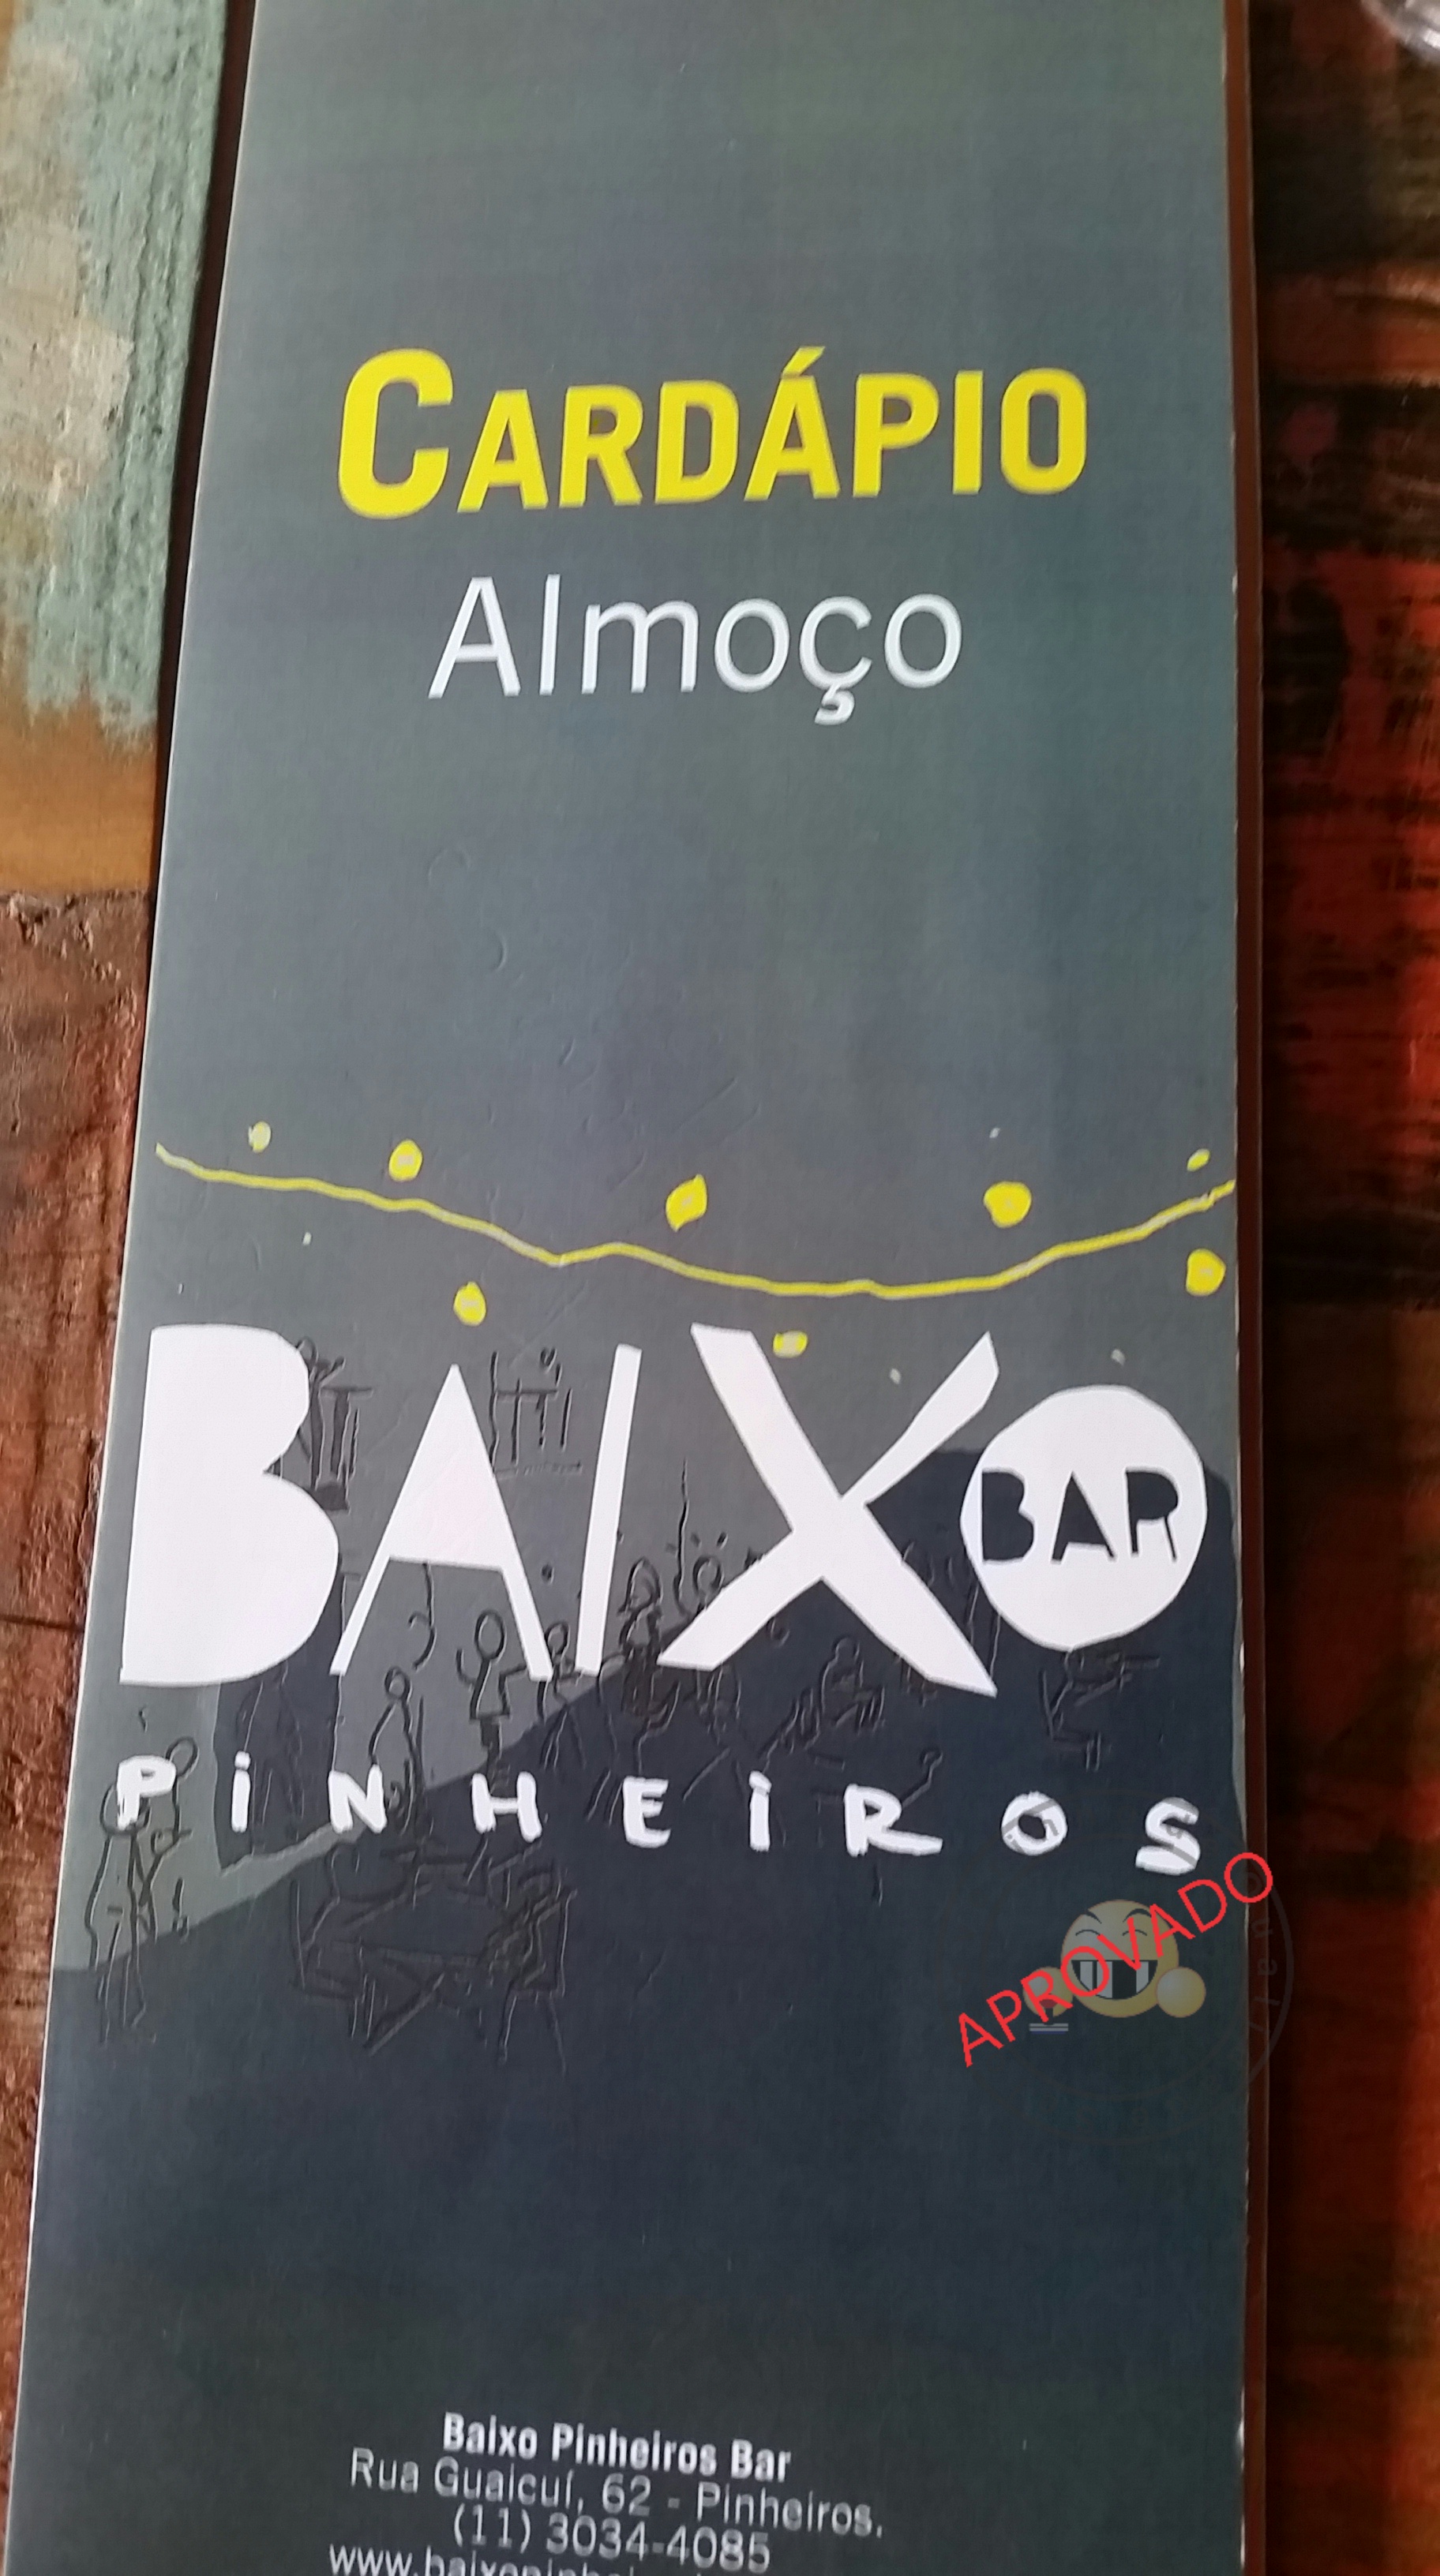 CARDÁPIO
Almoço
BAIXO
BAR
PINHEIROS
APROVADO
Baixo Pinheiros Bar
Rua Guaicuí, 62 - Pinheiros.
(11) 3034-4085